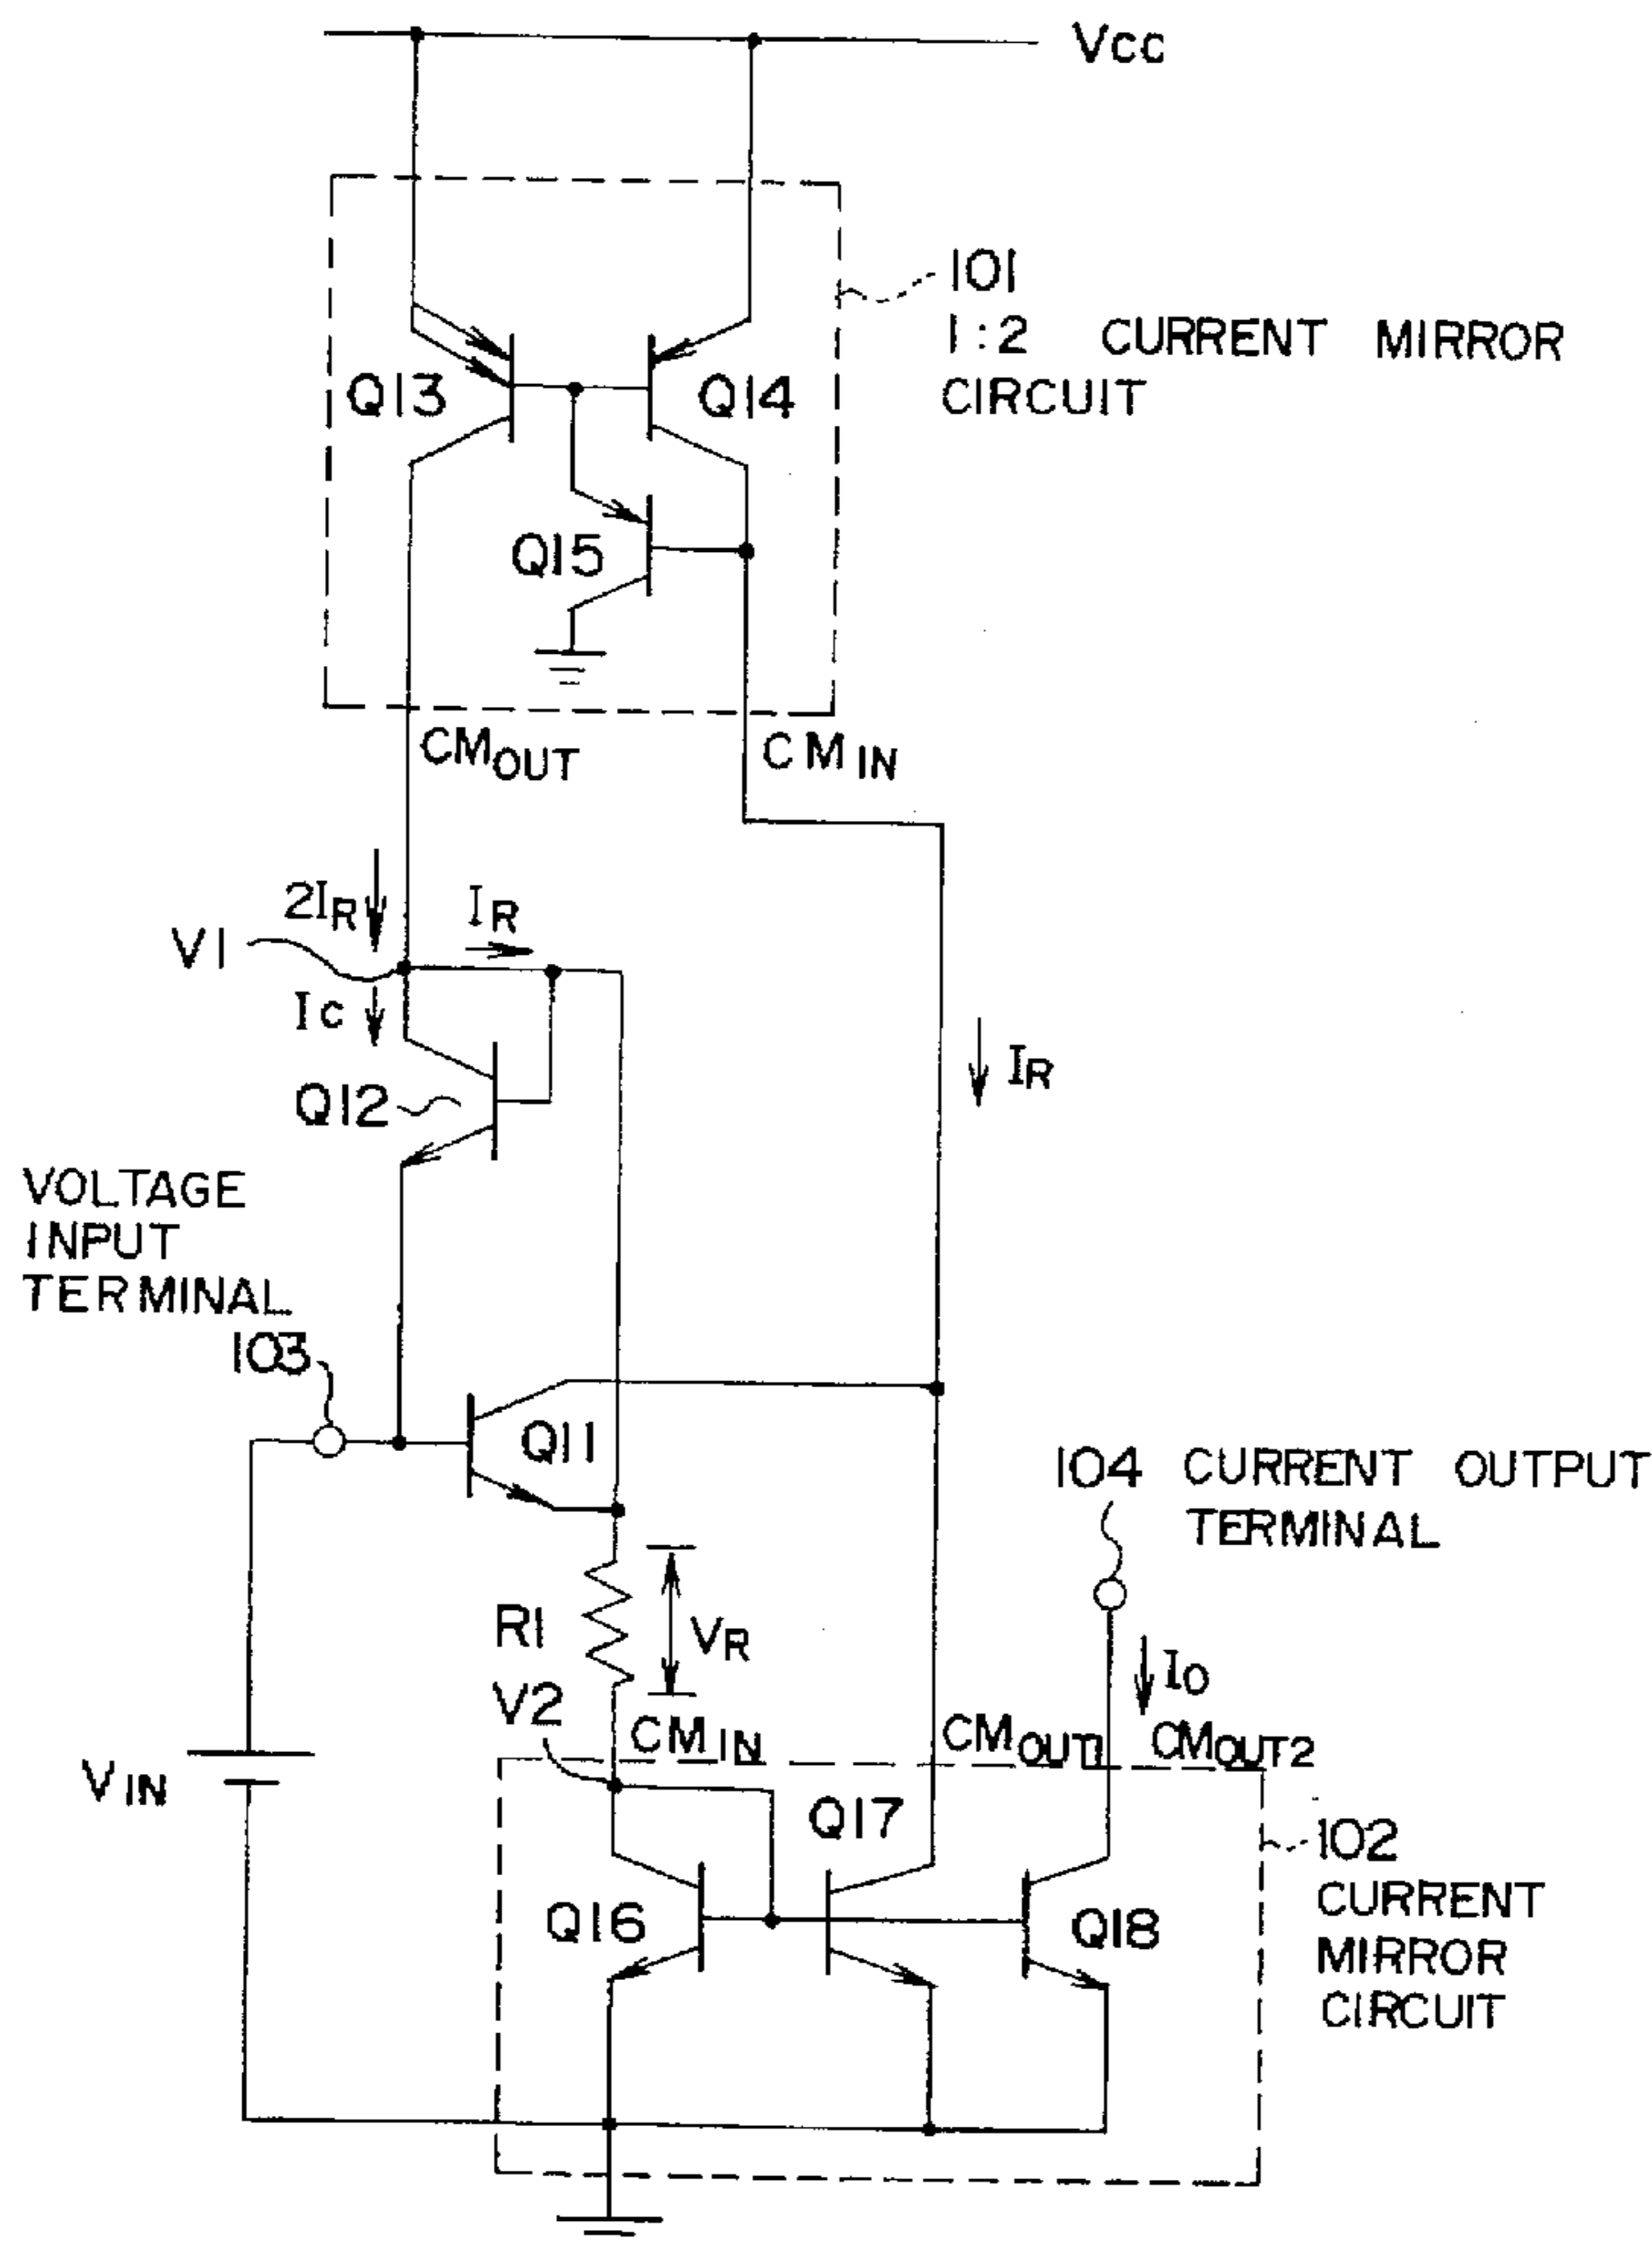 Vcc
101
1:2 CURRENT MIRROR
CIRCUIT
Q13
Q14
Q15
CMOUT
CMIN
2IR
IR
V1
Ic
IR
Q12
VOLTAGE
INPUT
TERMINAL
103
Q11
104 CURRENT OUTPUT
TERMINAL
R1
VR
IO
V2
CMIN
CMOUT1
CMOUT2
VIN
Q17
102
CURRENT
MIRROR
CIRCUIT
Q16
Q18